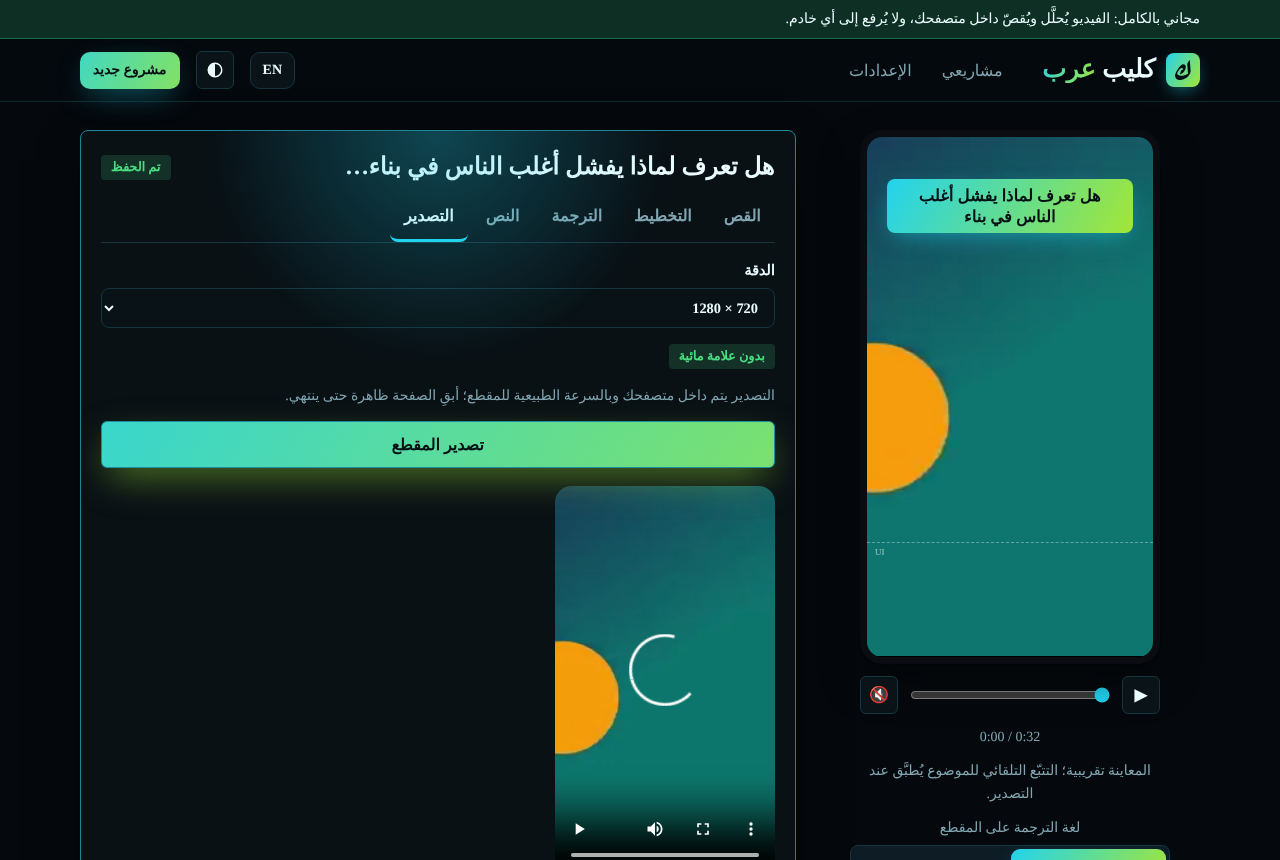 مجاني بالكامل: الفيديو يُحلَّل ويُقصّ داخل متصفحك، ولا يُرفع إلى أي خادم.
ك
كليب عرب
مشاريعي
الإعدادات
EN
مشروع جديد
هل تعرف لماذا يفشل أغلب
الناس في بناء
UI
0:00 / 0:32
المعاينة تقريبية؛ التتبّع التلقائي للموضوع يُطبَّق عند
التصدير.
لغة الترجمة على المقطع
هل تعرف لماذا يفشل أغلب الناس في بناء…
تم الحفظ
القص
التخطيط
الترجمة
النص
التصدير
الدقة
720 × 1280
بدون علامة مائية
التصدير يتم داخل متصفحك وبالسرعة الطبيعية للمقطع؛ أبقِ الصفحة ظاهرة حتى ينتهي.
تصدير المقطع